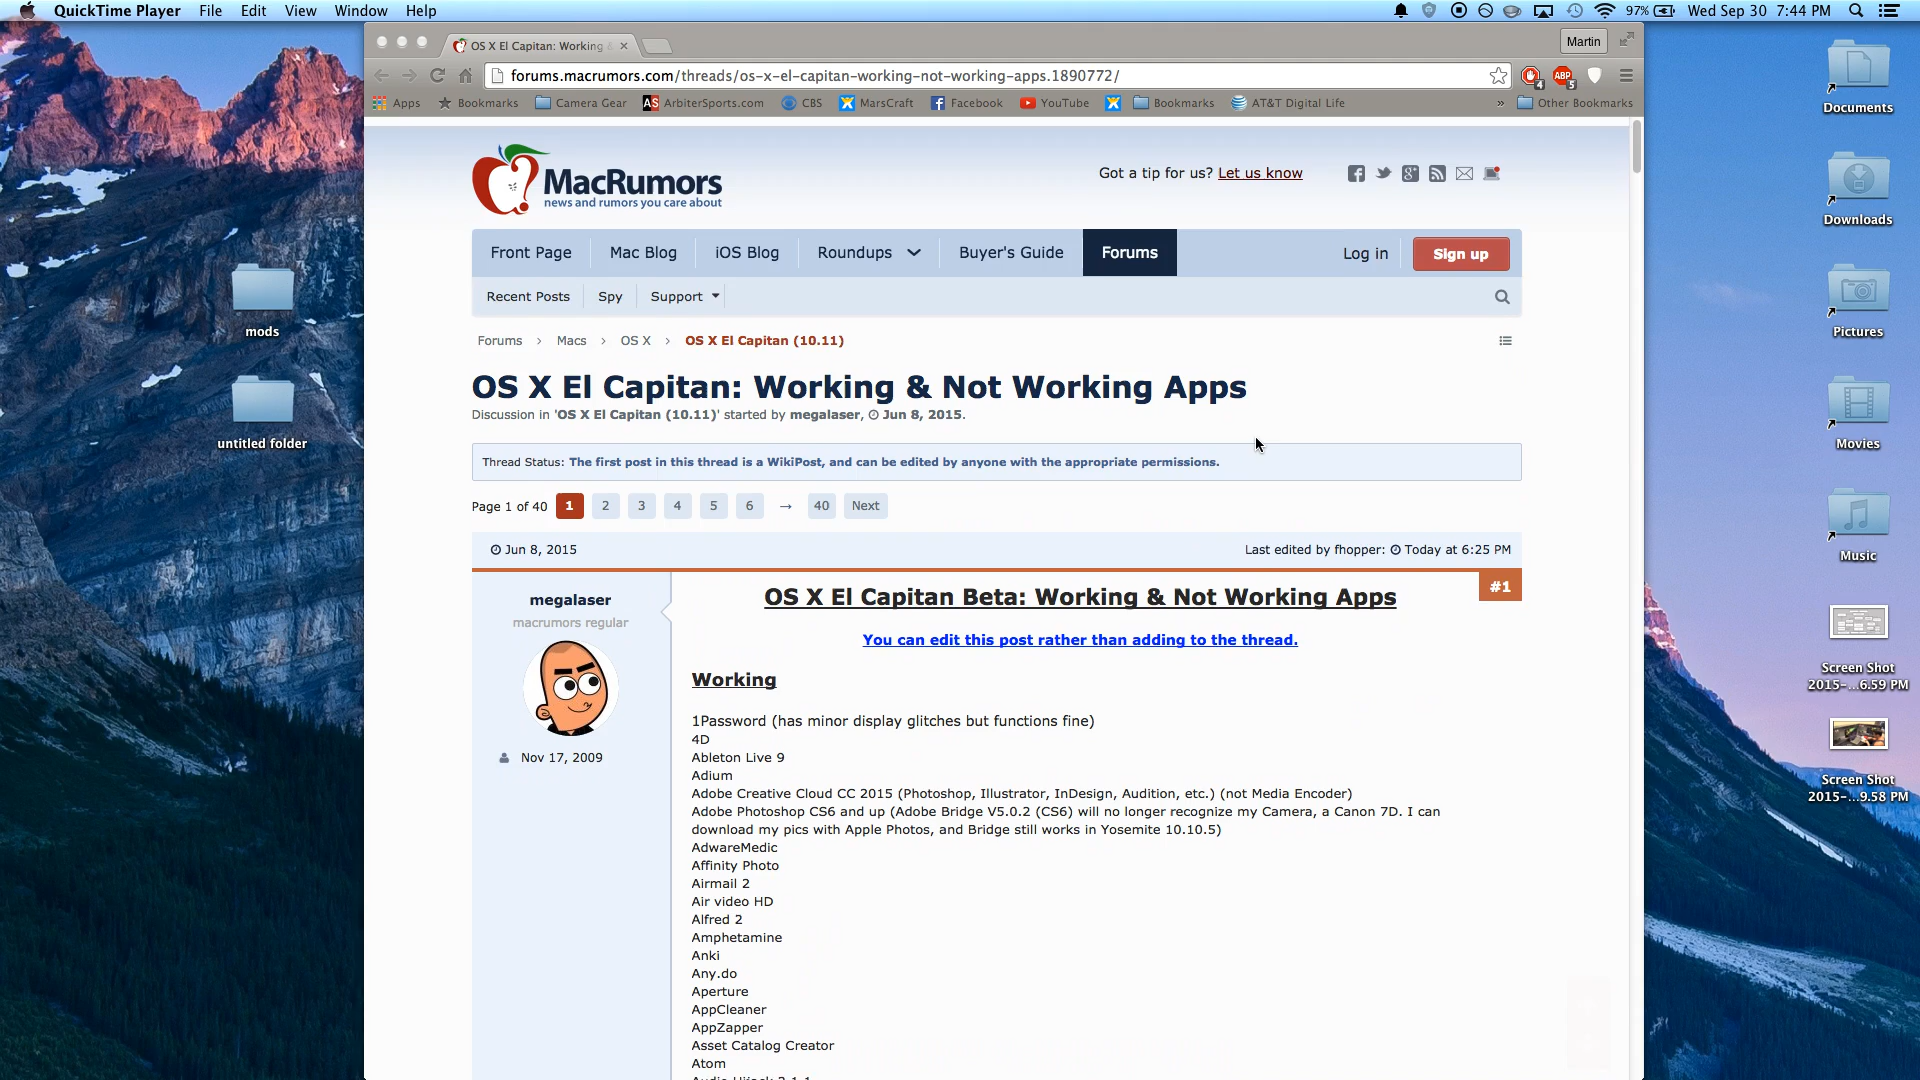 QuickTime Player File Edit View Window Help 97% Wed Sep 30 7:44 PM
OS X El Capitan: Working & Martin
forums.macrumors.com/threads/os-x-el-capitan-working-not-working-apps.1890772/ 4 ABP 5
Apps Bookmarks Camera Gear AS ArbiterSports.com CBS MarsCraft Facebook YouTube Bookmarks AT&T Digital Life » Other Bookmarks
MacRumors
news and rumors you care about
Got a tip for us? Let us know
Front Page Mac Blog iOS Blog Roundups Buyer's Guide Forums Log in Sign up
Recent Posts Spy Support
Forums > Macs > OS X > OS X El Capitan (10.11)
OS X El Capitan: Working & Not Working Apps
Discussion in 'OS X El Capitan (10.11)' started by megalaser, Jun 8, 2015.
Thread Status: The first post in this thread is a WikiPost, and can be edited by anyone with the appropriate permissions.
Page 1 of 40 1 2 3 4 5 6 → 40 Next
Jun 8, 2015 Last edited by fhopper: Today at 6:25 PM
#1
megalaser
macrumors regular
Nov 17, 2009
OS X El Capitan Beta: Working & Not Working Apps
You can edit this post rather than adding to the thread.
Working
1Password (has minor display glitches but functions fine)
4D
Ableton Live 9
Adium
Adobe Creative Cloud CC 2015 (Photoshop, Illustrator, InDesign, Audition, etc.) (not Media Encoder)
Adobe Photoshop CS6 and up (Adobe Bridge V5.0.2 (CS6) will no longer recognize my Camera, a Canon 7D. I can
download my pics with Apple Photos, and Bridge still works in Yosemite 10.10.5)
AdwareMedic
Affinity Photo
Airmail 2
Air video HD
Alfred 2
Amphetamine
Anki
Any.do
Aperture
AppCleaner
AppZapper
Asset Catalog Creator
Atom
mods
untitled folder
Documents
Downloads
Pictures
Movies
Music
Screen Shot
2015-...6.59 PM
Screen Shot
2015-...9.58 PM